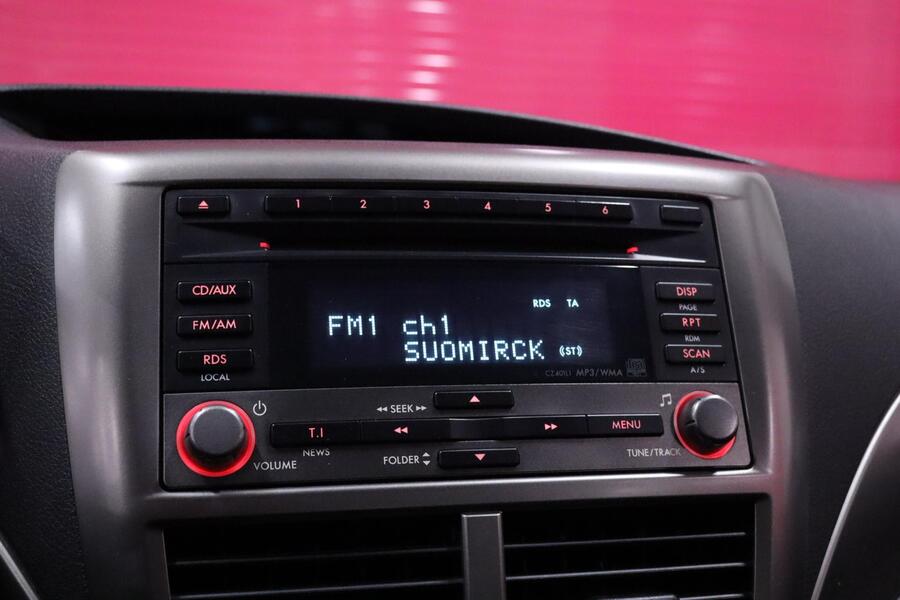 1 2 3 4 5 6
CD/AUX
FM/AM
RDS
LOCAL
RDS TA
FM1 ch1
SUOMIRCK (ST)
CZ401L1 MP3/WMA
DISP
PAGE
RPT
RDM
SCAN
A/S
SEEK
T.I
NEWS
MENU
VOLUME
FOLDER
TUNE/TRACK